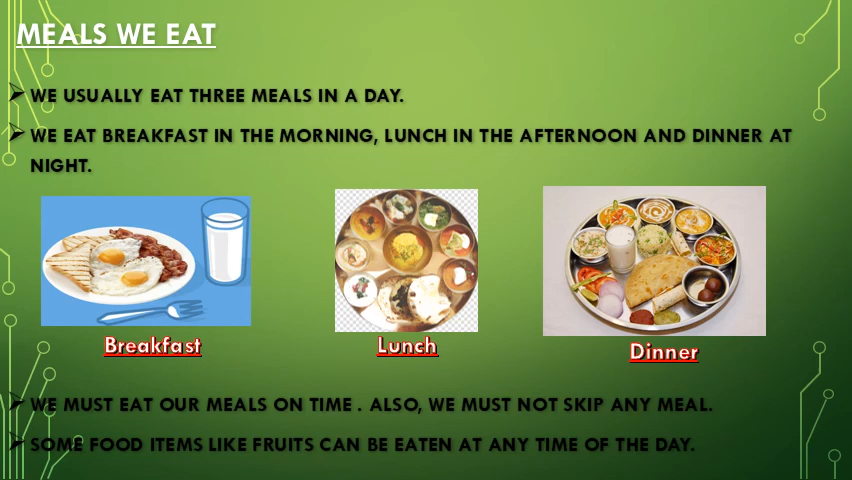 MEALS WE EAT
WE USUALLY EAT THREE MEALS IN A DAY.
WE EAT BREAKFAST IN THE MORNING, LUNCH IN THE AFTERNOON AND DINNER AT
NIGHT.
Breakfast
Lunch
Dinner
WE MUST EAT OUR MEALS ON TIME . ALSO, WE MUST NOT SKIP ANY MEAL.
SOME FOOD ITEMS LIKE FRUITS CAN BE EATEN AT ANY TIME OF THE DAY.